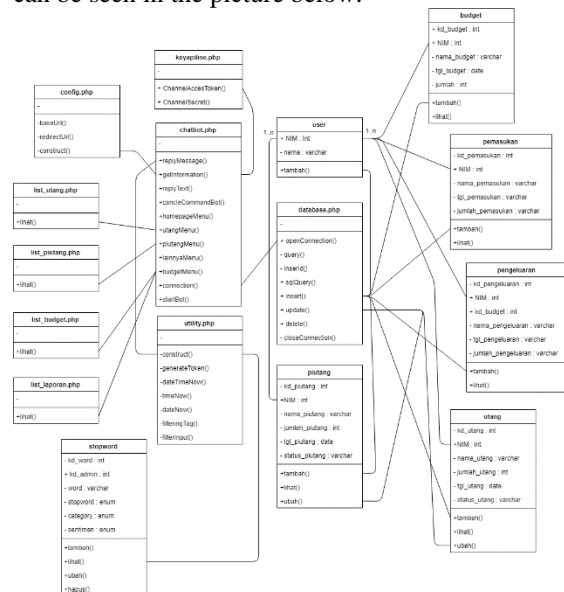 can be seen in the picture below.
budget
+ kd_budget : int
+ NIM : int
- nama_budget : varchar
- tgl_budget : date
- jumlah : int
+tambah()
+lihat()
keyapiline.php
-
+ ChannelAccesToken()
+ ChannelSecret()
config.php
-
-baseUrl()
-redirectUrl()
-construct()
chatbot.php
-
-replyMessage()
+getInformation()
+replyText()
+cancleCommandBot()
-homepageMenu()
+utangMenu()
+piutangMenu()
+lainnyaMenu()
+budgetMenu()
+connection()
+startBot()
user
+ NIM : int
- nama : varchar
+tambah()
1..n
1..n
pemasukan
- kd_pemasukan : int
+ NIM : int
- nama_pemasukan : varchar
- tgl_pemasukan : varchar
- jumlah_pemasukan : varchar
+tambah()
+lihat()
list_utang.php
-
+lihat()
list_piutang.php
-
+lihat()
list_budget.php
-
+lihat()
list_laporan.php
-
+lihat()
database.php
-
+ openConnection()
- query()
- insertId()
+ sqlQuery()
+ insert()
+ update()
+ delete()
- closeConnection()
pengeluaran
- kd_pengeluaran : int
+ NIM : int
+ kd_budget : int
- nama_pengeluaran : varchar
- tgl_pengeluaran : varchar
- jumlah_pengeluaran : varchar
+tambah()
+lihat()
utility.php
-
-construct()
-generateToken()
-dateTimeNow()
-timeNow()
-dateNow()
-filteringTag()
-filterinput()
piutang
- kd_piutang : int
+NIM : int
- nama_piutang : varchar
- jumlah_piutang : int
- tgl_piutang : date
- status_piutang : varchar
+tambah()
+lihat()
+ubah()
utang
- kd_utang : int
+NIM : int
- nama_utang : varchar
- jumlah_utang : int
- tgl_utang : date
- status_utang : varchar
+tambah()
+lihat()
+ubah()
stopword
- kd_word : int
+ kd_admin : int
- word : varchar
- stopword : enum
- category : enum
- sentimen : enum
+tambah()
+lihat()
-ubah()
+hapus()